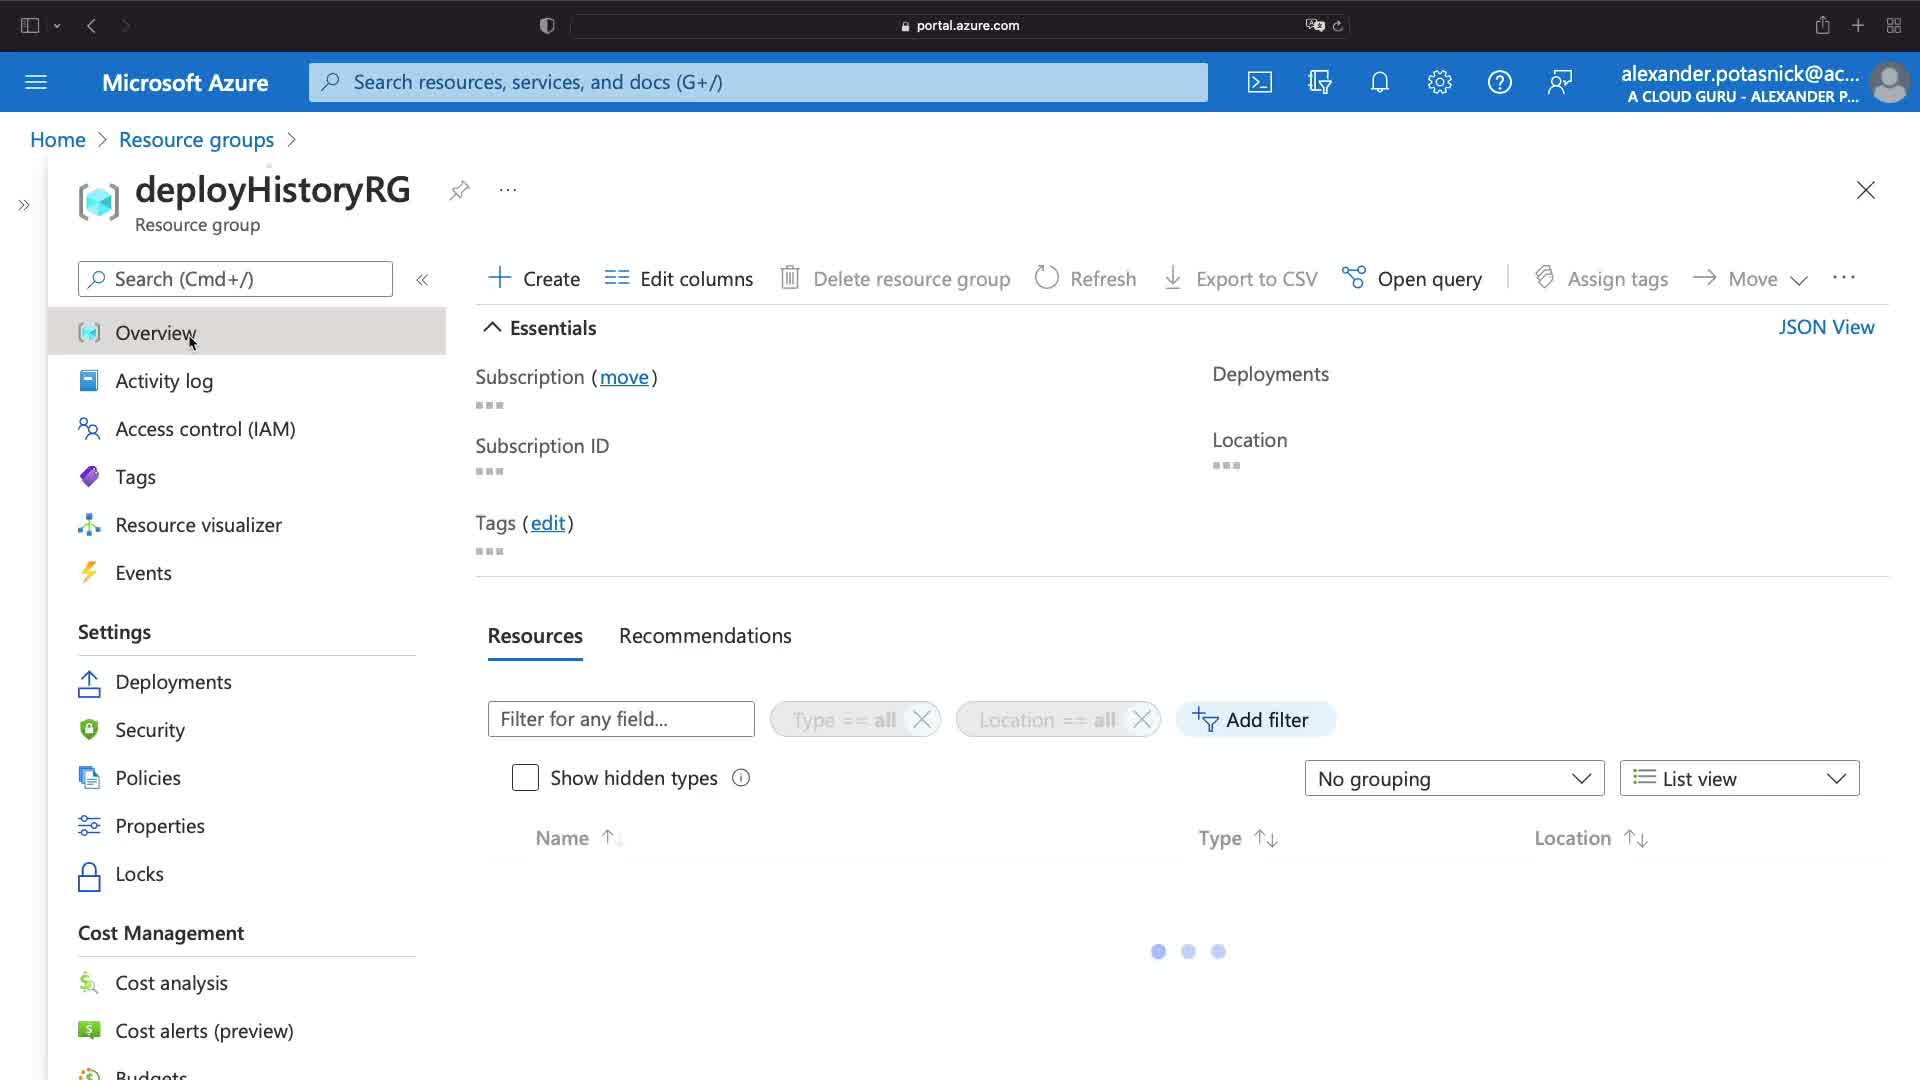 portal.azure.com
Microsoft Azure
Search resources, services, and docs (G+/)
alexander.potasnick@ac...
A CLOUD GURU - ALEXANDER P...
Home > Resource groups >
deployHistoryRG
Resource group
Search (Cmd+/)
Overview
Activity log
Access control (IAM)
Tags
Resource visualizer
Events
Settings
Deployments
Security
Policies
Properties
Locks
Cost Management
Cost analysis
Cost alerts (preview)
Budgets
Create
Edit columns
Delete resource group
Refresh
Export to CSV
Open query
Assign tags
Move
Essentials
JSON View
Subscription (move)
Deployments
Subscription ID
Location
Tags (edit)
Resources
Recommendations
Filter for any field...
Type == all
Location == all
Add filter
Show hidden types
No grouping
List view
Name
Type
Location